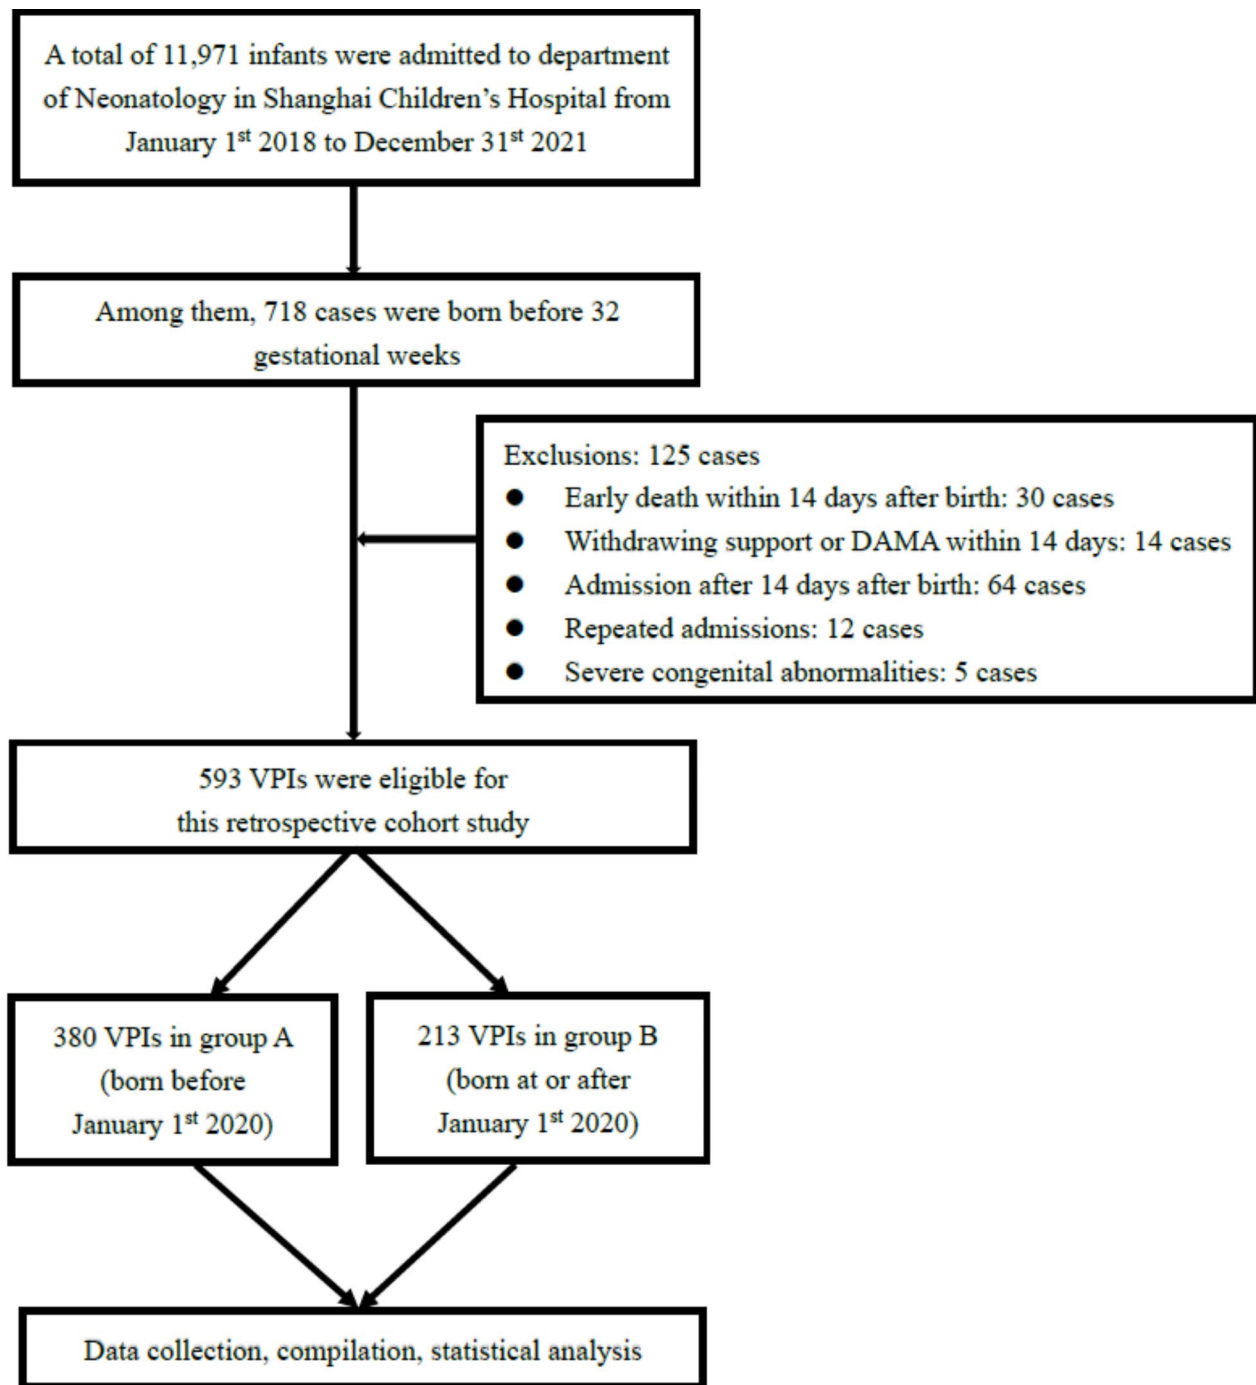 A total of 11,971 infants were admitted to department
of Neonatology in Shanghai Children’s Hospital from
January 1st 2018 to December 31st 2021
Among them, 718 cases were born before 32
gestational weeks
Exclusions: 125 cases
● Early death within 14 days after birth: 30 cases
● Withdrawing support or DAMA within 14 days: 14 cases
● Admission after 14 days after birth: 64 cases
● Repeated admissions: 12 cases
● Severe congenital abnormalities: 5 cases
593 VPIs were eligible for
this retrospective cohort study
380 VPIs in group A
(born before
January 1st 2020)
213 VPIs in group B
(born at or after
January 1st 2020)
Data collection, compilation, statistical analysis